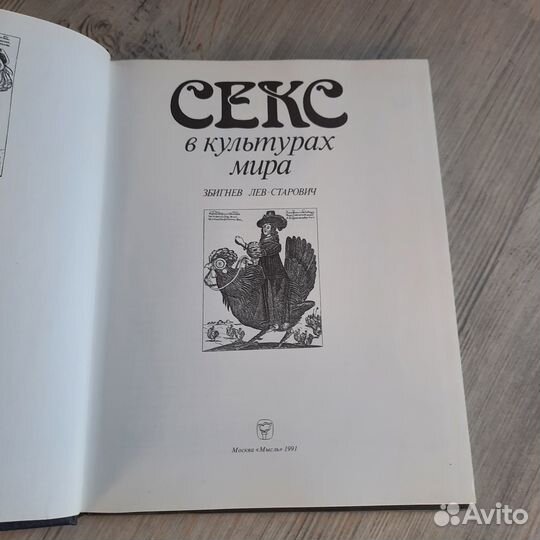 СЕКС
в культурах
мира
ЗБИГНЕВ ЛЕВ-СТАРОВИЧ
Москва «Мысль» 1991
Avito